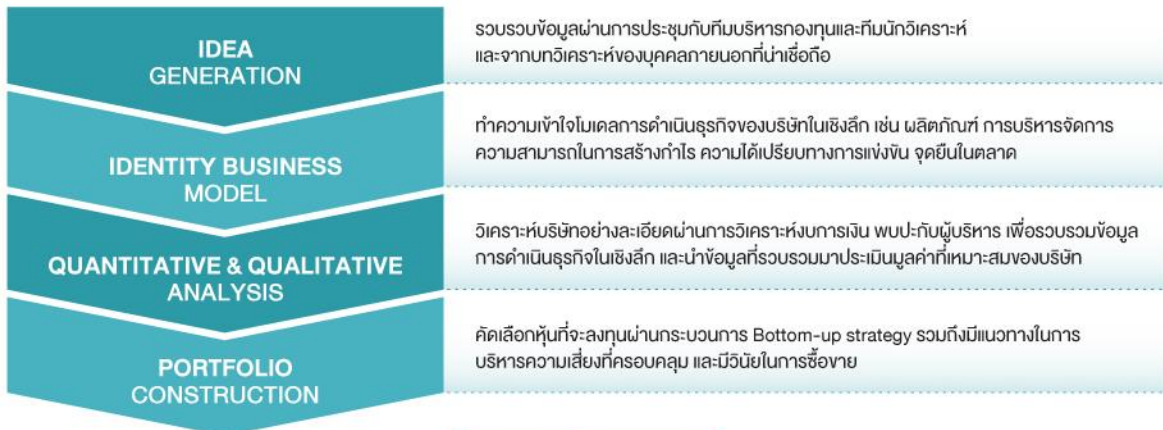 IDEA
GENERATION
รวบรวบข้อมูลผ่านการประชุมกับทีมบริหารกองทุนและทีมนักวิเคราะห์
และจากบทวิเคราะห์ของบุคคลภายนอกที่น่าเชื่อถือ
IDENTITY BUSINESS
MODEL
ทำความเข้าใจโมเดลการดำเนินธุรกิจของบริษัทในเชิงลึก เช่น ผลิตภัณฑ์ การบริหารจัดการ
ความสามารถในการสร้างกำไร ความได้เปรียบทางการแข่งขัน จุดยืนในตลาด
QUANTITATIVE & QUALITATIVE
ANALYSIS
วิเคราะห์บริษัทอย่างละเอียดผ่านการวิเคราะห์งบการเงิน พบปะกับผู้บริหาร เพื่อรวบรวมข้อมูล
การดำเนินธุรกิจในเชิงลึก และนำข้อมูลที่รวบรวมมาประเมินมูลค่าที่เหมาะสมของบริษัท
PORTFOLIO
CONSTRUCTION
คัดเลือกหุ้นที่จะลงทุนผ่านกระบวนการ Bottom-up strategy รวมถึงมีแนวทางในการ
บริหารความเสี่ยงที่ครอบคลุม และมีวินัยในการซื้อขาย